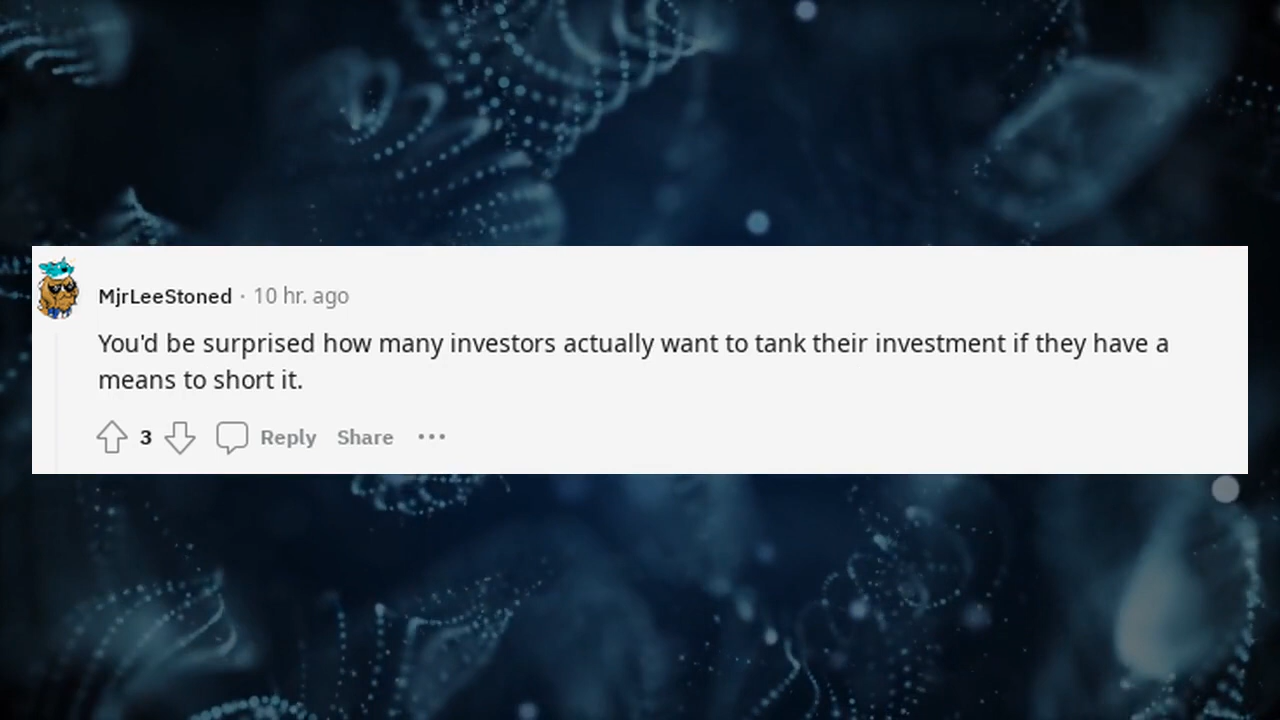 MjrLeeStoned · 10 hr. ago
You'd be surprised how many investors actually want to tank their investment if they have a
means to short it.
3 Reply Share ···